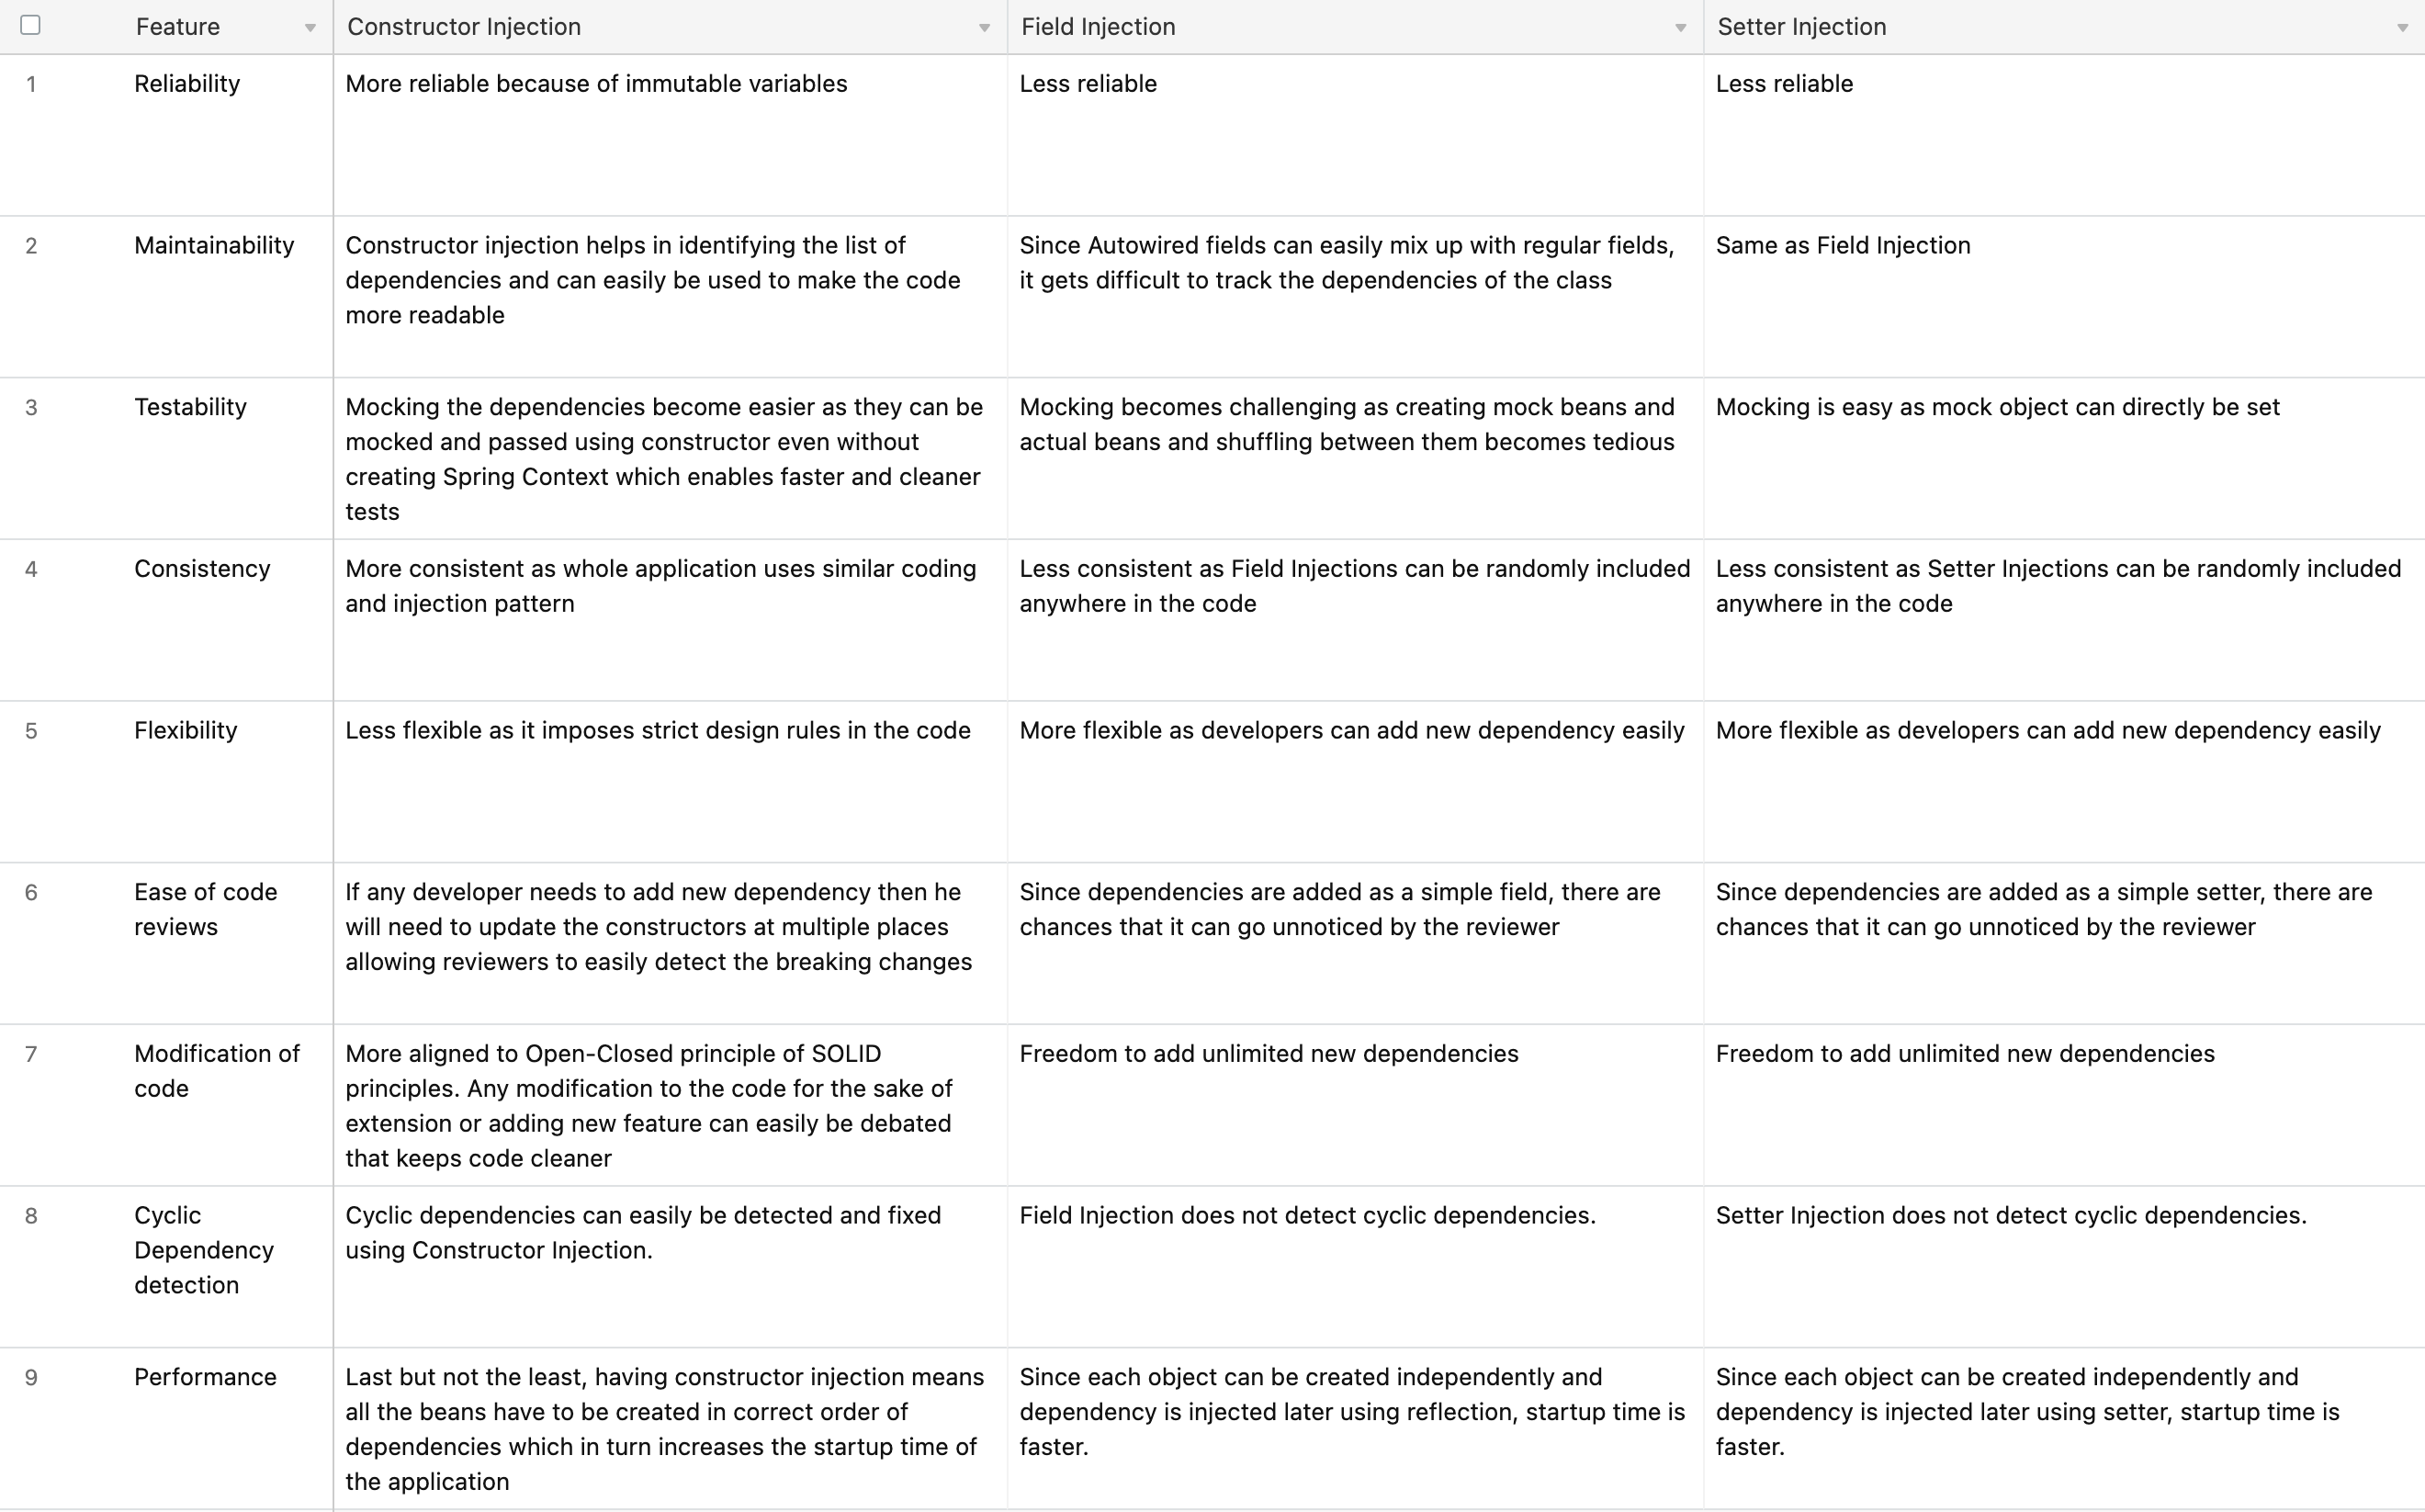 Feature
Constructor Injection
Field Injection
Setter Injection
1
Reliability
More reliable because of immutable variables
Less reliable
Less reliable
2
Maintainability
Constructor injection helps in identifying the list of
dependencies and can easily be used to make the code
more readable
Since Autowired fields can easily mix up with regular fields,
it gets difficult to track the dependencies of the class
Same as Field Injection
3
Testability
Mocking the dependencies become easier as they can be
mocked and passed using constructor even without
creating Spring Context which enables faster and cleaner
tests
Mocking becomes challenging as creating mock beans and
actual beans and shuffling between them becomes tedious
Mocking is easy as mock object can directly be set
4
Consistency
More consistent as whole application uses similar coding
and injection pattern
Less consistent as Field Injections can be randomly included
anywhere in the code
Less consistent as Setter Injections can be randomly included
anywhere in the code
5
Flexibility
Less flexible as it imposes strict design rules in the code
More flexible as developers can add new dependency easily
More flexible as developers can add new dependency easily
6
Ease of code
reviews
If any developer needs to add new dependency then he
will need to update the constructors at multiple places
allowing reviewers to easily detect the breaking changes
Since dependencies are added as a simple field, there are
chances that it can go unnoticed by the reviewer
Since dependencies are added as a simple setter, there are
chances that it can go unnoticed by the reviewer
7
Modification of
code
More aligned to Open-Closed principle of SOLID
principles. Any modification to the code for the sake of
extension or adding new feature can easily be debated
that keeps code cleaner
Freedom to add unlimited new dependencies
Freedom to add unlimited new dependencies
8
Cyclic
Dependency
detection
Cyclic dependencies can easily be detected and fixed
using Constructor Injection.
Field Injection does not detect cyclic dependencies.
Setter Injection does not detect cyclic dependencies.
9
Performance
Last but not the least, having constructor injection means
all the beans have to be created in correct order of
dependencies which in turn increases the startup time of
the application
Since each object can be created independently and
dependency is injected later using reflection, startup time is
faster.
Since each object can be created independently and
dependency is injected later using setter, startup time is
faster.